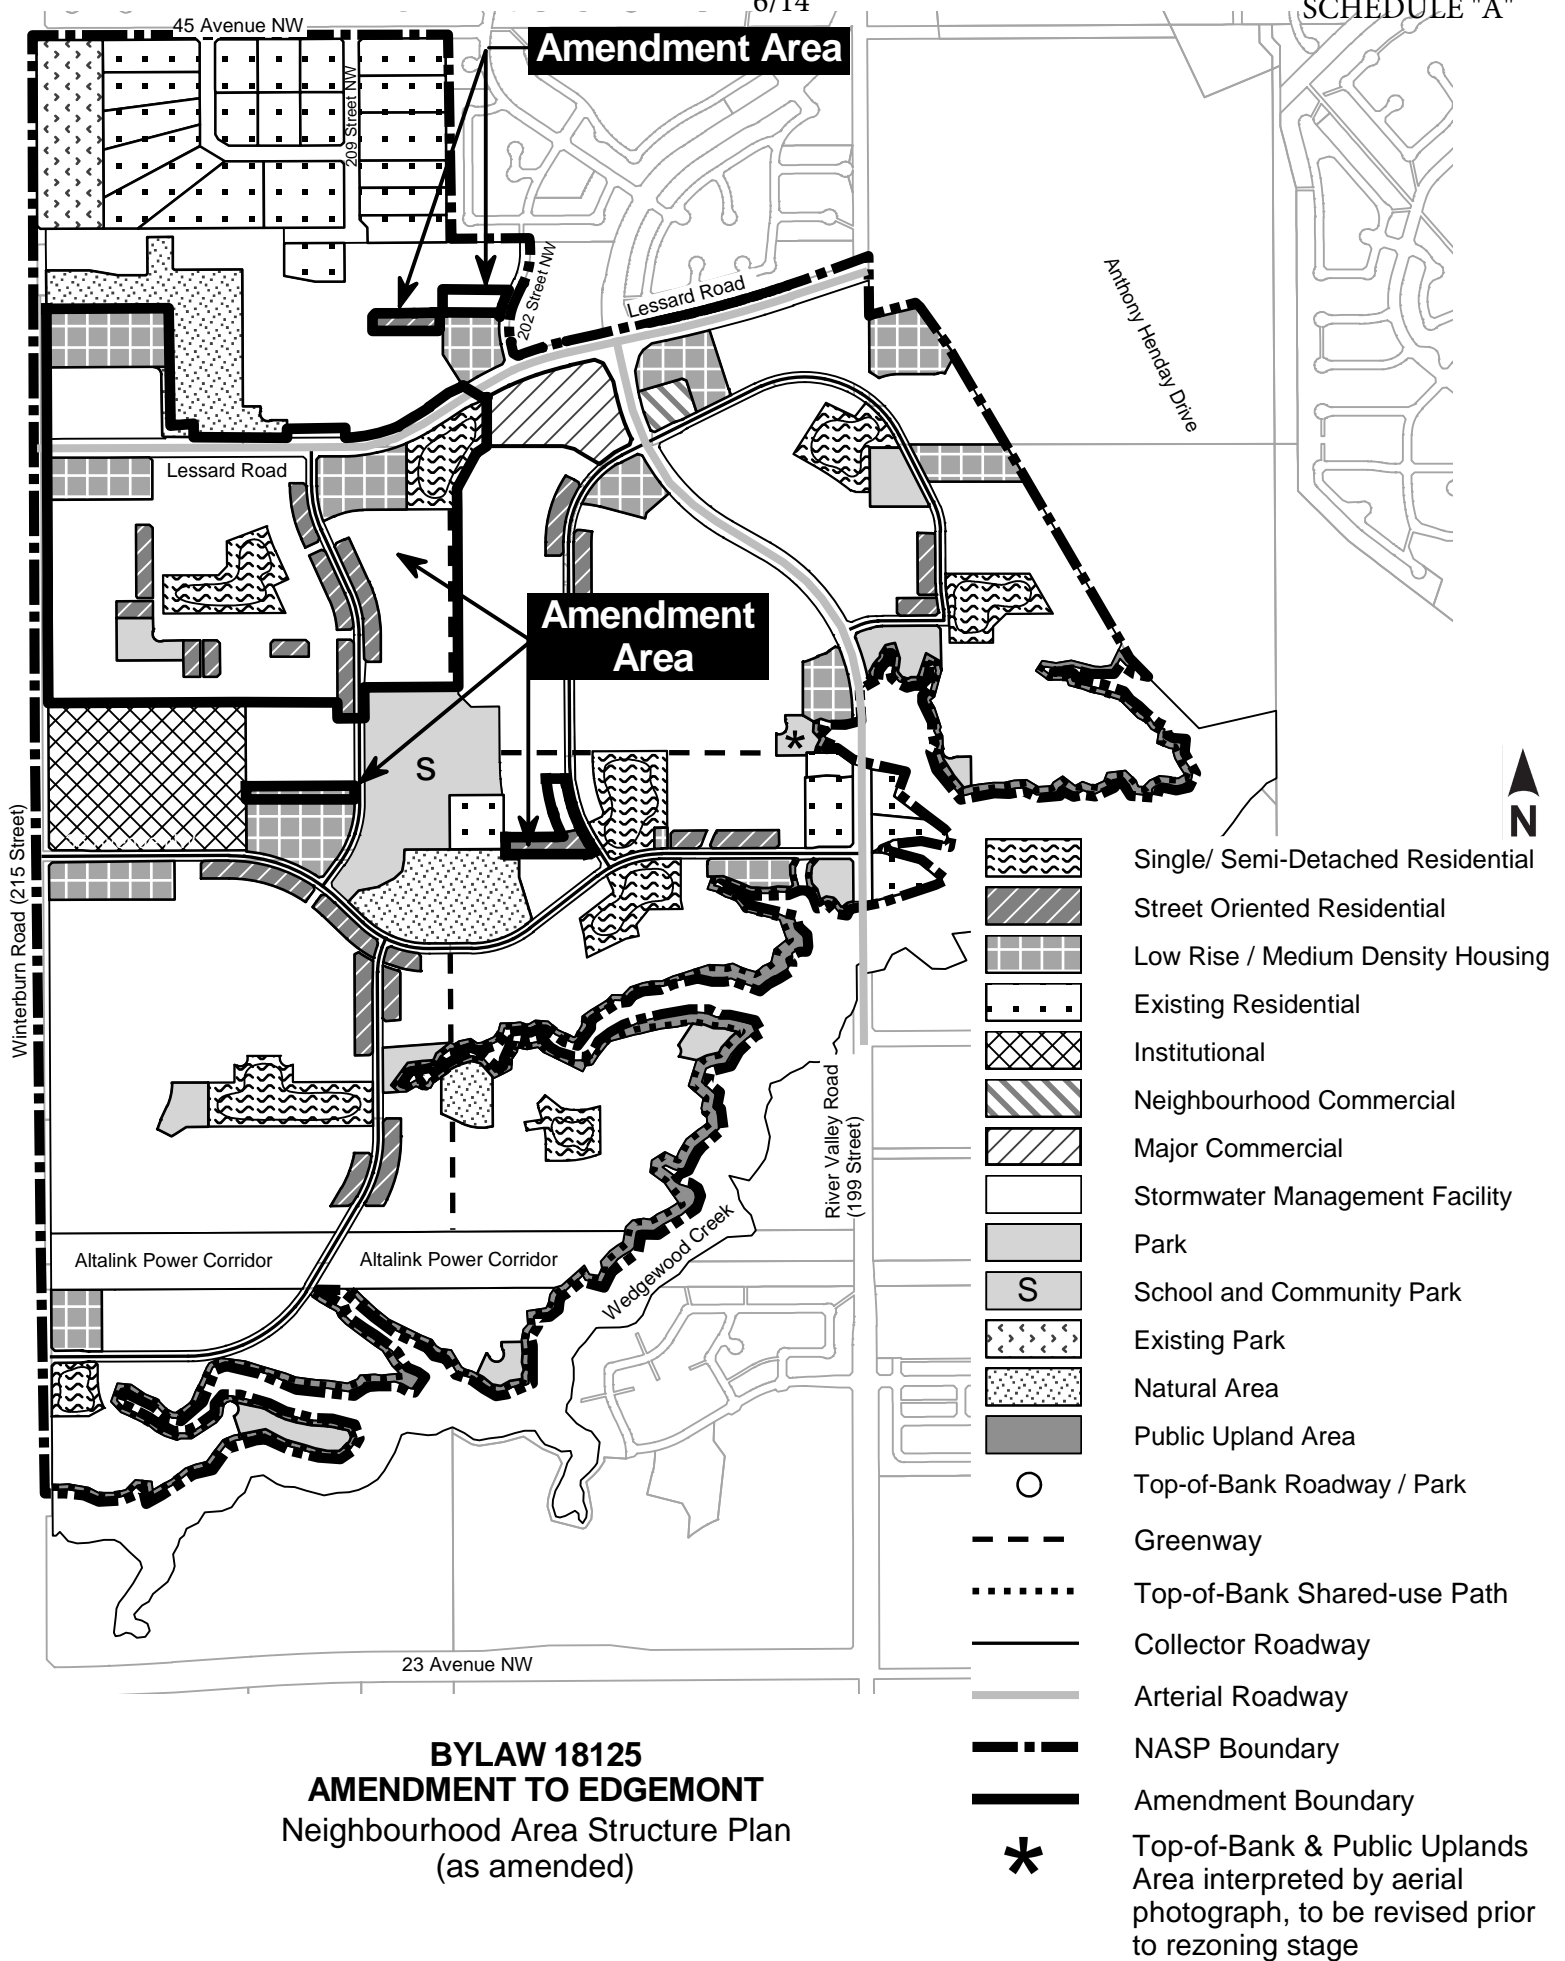 6/14
SCHEDULE "A"
45 Avenue NW
Amendment Area
209 Street NW
202 Street NW
Lessard Road
Anthony Henday Drive
Lessard Road
Amendment
Area
S
*
N
Winterburn Road (215 Street)
River Valley Road
(199 Street)
Wedgewood Creek
Altalink Power Corridor
Altalink Power Corridor
23 Avenue NW
Single/ Semi-Detached Residential
Street Oriented Residential
Low Rise / Medium Density Housing
Existing Residential
Institutional
Neighbourhood Commercial
Major Commercial
Stormwater Management Facility
Park
S School and Community Park
Existing Park
Natural Area
Public Upland Area
Top-of-Bank Roadway / Park
Greenway
Top-of-Bank Shared-use Path
Collector Roadway
Arterial Roadway
NASP Boundary
Amendment Boundary
* Top-of-Bank & Public Uplands
Area interpreted by aerial
photograph, to be revised prior
to rezoning stage
BYLAW 18125
AMENDMENT TO EDGEMONT
Neighbourhood Area Structure Plan
(as amended)